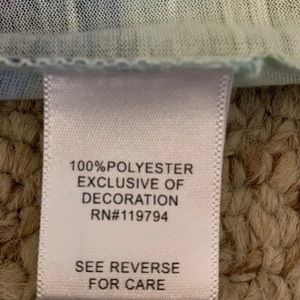 100%POLYESTER
EXCLUSIVE OF
DECORATION
RN#119794
SEE REVERSE
FOR CARE